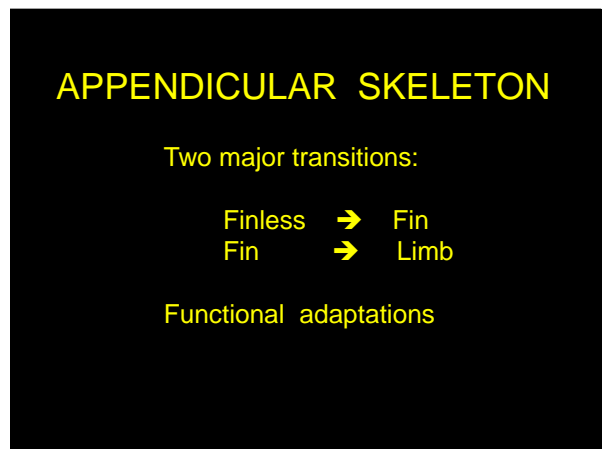 APPENDICULAR SKELETON
Two major transitions:
Finless ➔ Fin
Fin ➔ Limb
Functional adaptations